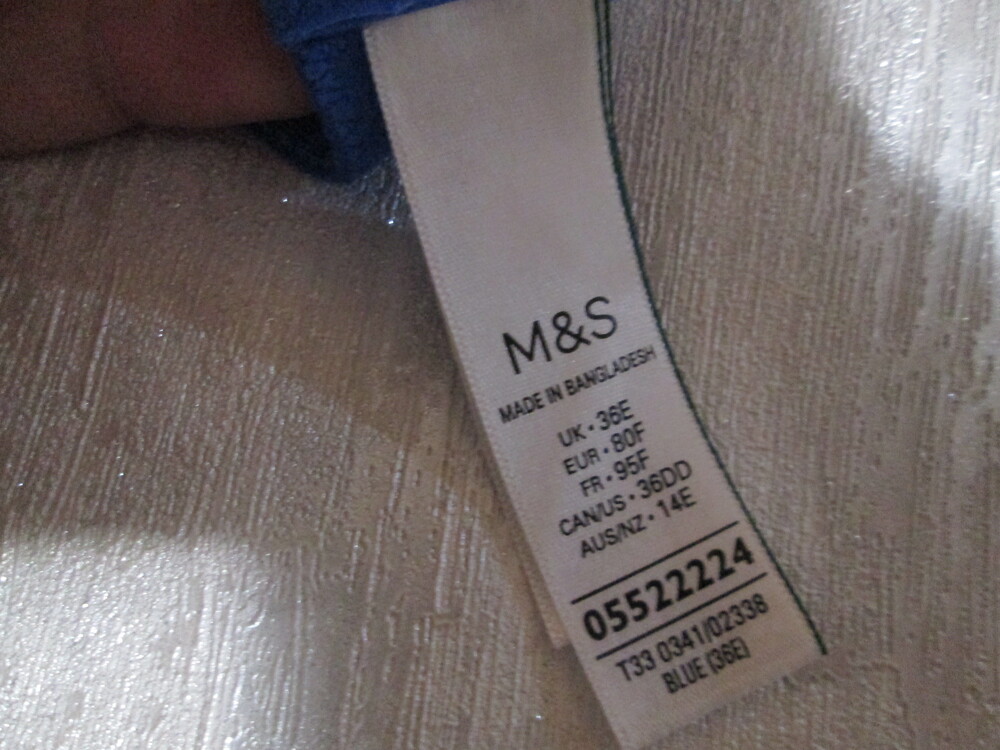 M&S
MADE IN BANGLADESH
UK • 36E
EUR • 80F
FR • 95F
CAN/US • 36DD
AUS/NZ • 14E
05522224
T33 0341/02338
BLUE (36E)